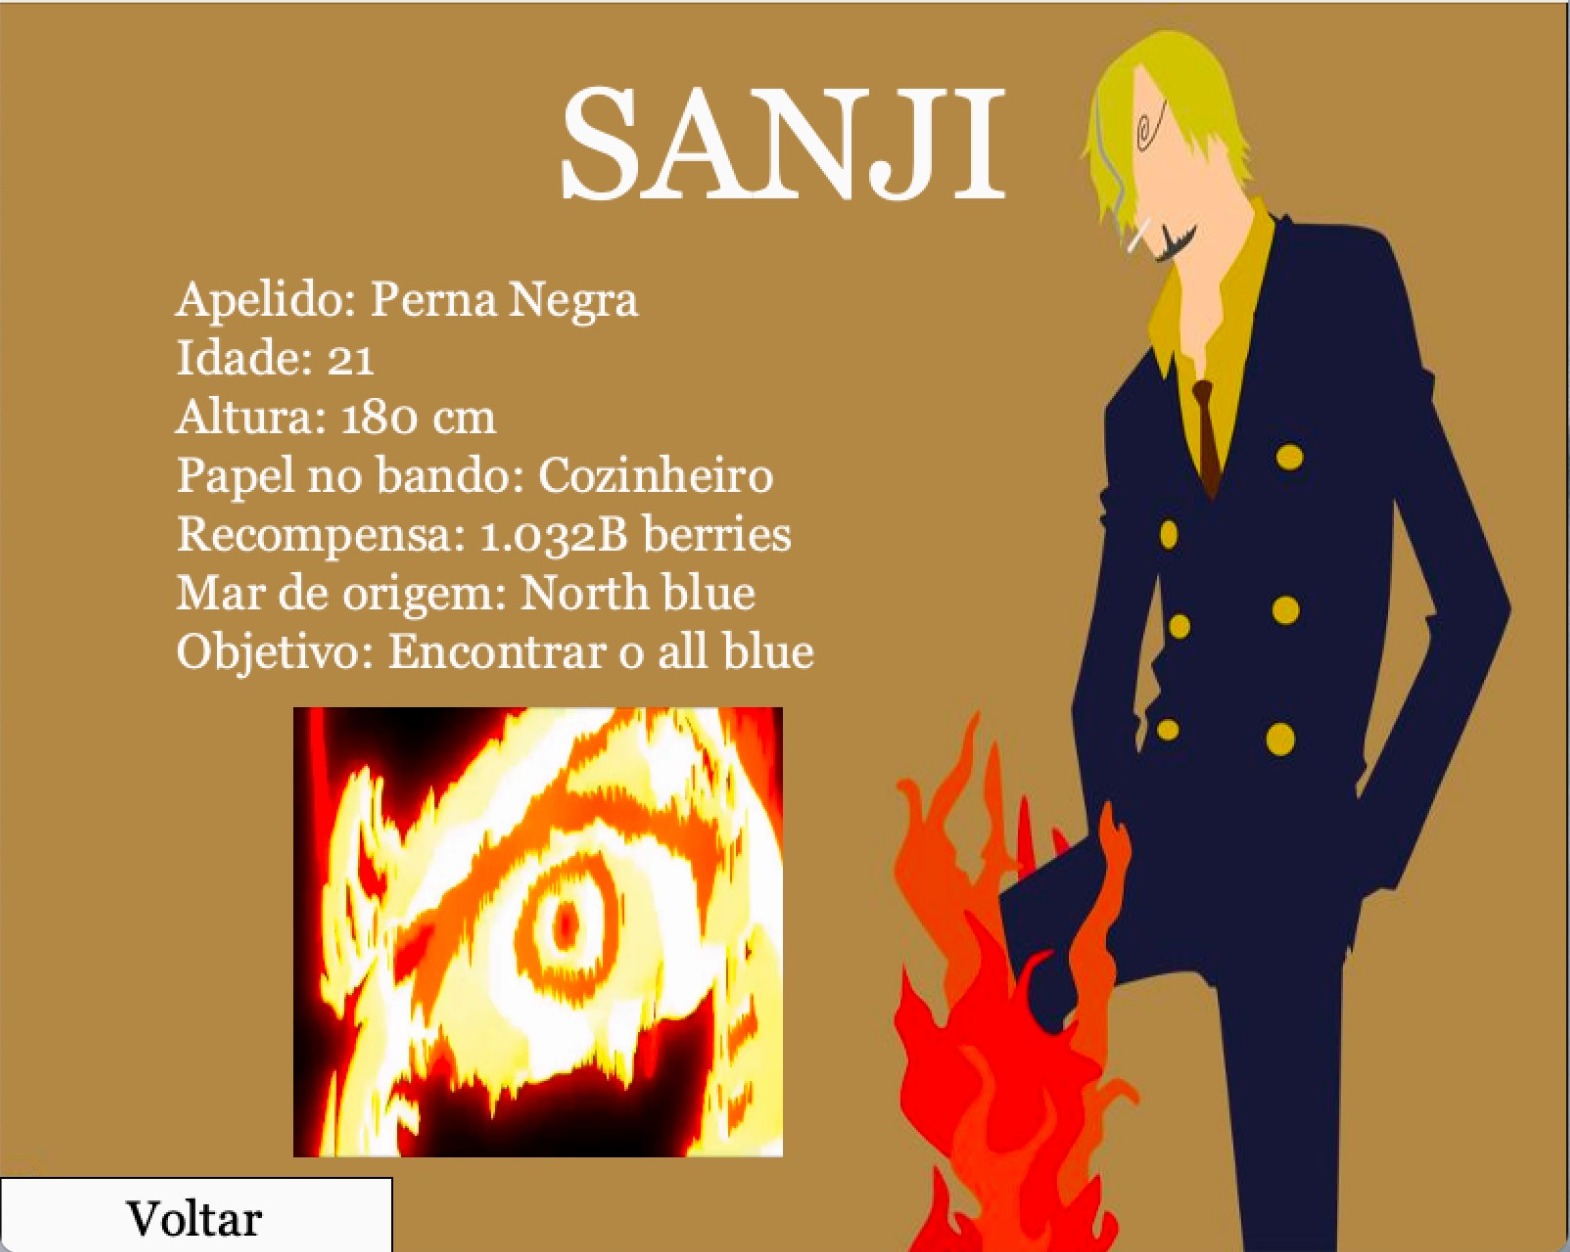 SANJI
Apelido: Perna Negra
Idade: 21
Altura: 180 cm
Papel no bando: Cozinheiro
Recompensa: 1.032B berries
Mar de origem: North blue
Objetivo: Encontrar o all blue
Voltar